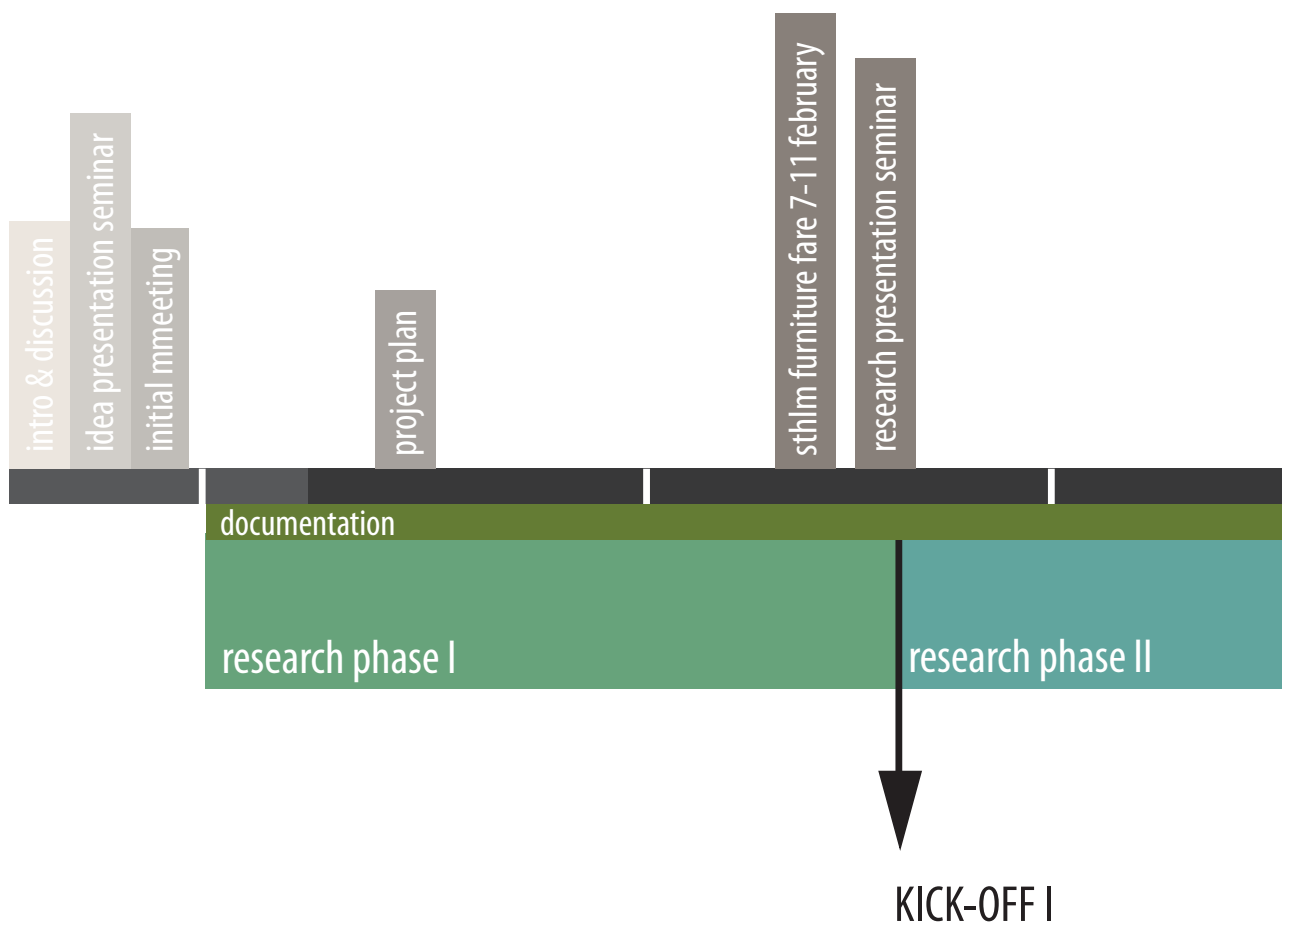 intro & discussion
idea presentation seminar
initial mmeeting
project plan
sthlm furniture fare 7-11 february
research presentation seminar
documentation
research phase I
research phase II
KICK-OFF I